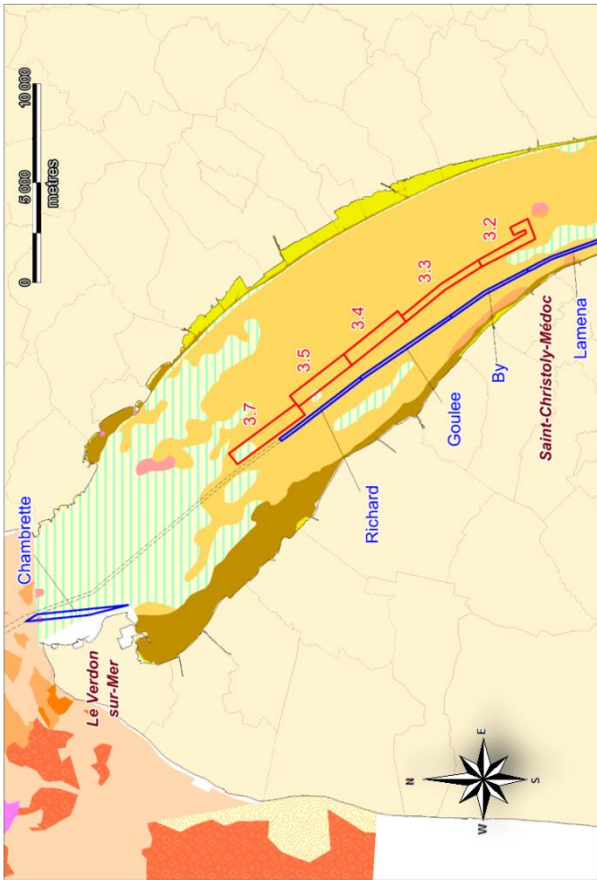 0
5 000
10 000
metres
Chambrette
Le Verdon
sur-Mer
3.7
3.5
3.4
3.3
3.2
Richard
Goulee
By
Lamena
Saint-Christoly-Médoc
N
W
E
S